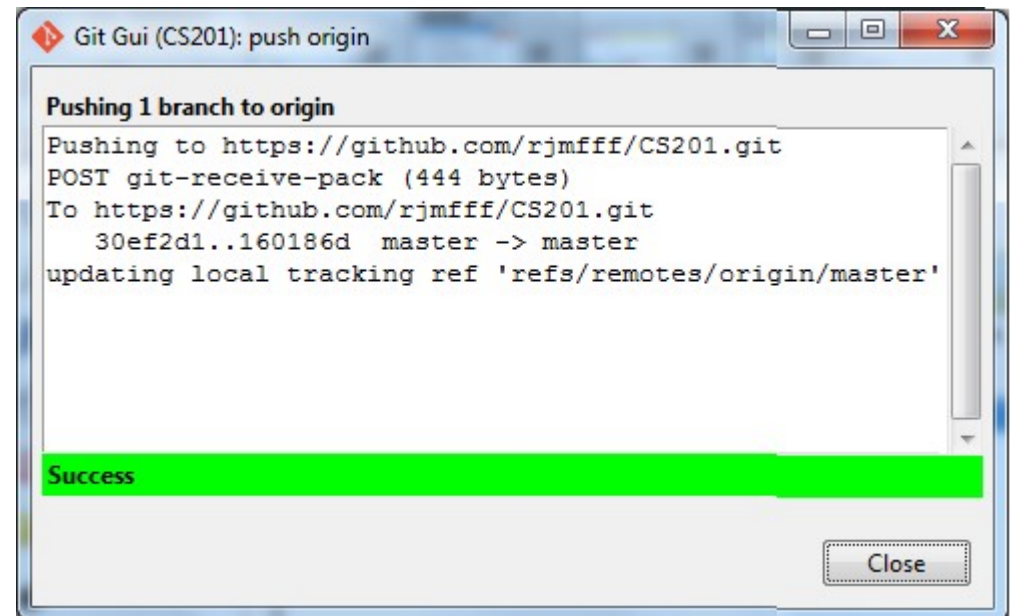 Git Gui (CS201): push origin
Pushing 1 branch to origin
Pushing to https://github.com/rjmfff/CS201.git
POST git-receive-pack (444 bytes)
To https://github.com/rjmfff/CS201.git
   30ef2d1..160186d  master -> master
updating local tracking ref 'refs/remotes/origin/master'
Success
Close